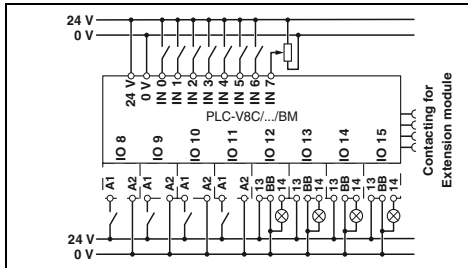 24 V
0 V
24 V
0 V
IN 0
IN 1
IN 2
IN 3
IN 4
IN 5
IN 6
IN 7
PLC-V8C/.../BM
IO 8
IO 9
IO 10
IO 11
IO 12
IO 13
IO 14
IO 15
Contacting for
Extension module
A1
A2
A1
A2
A1
A2
A1
A2
13
BB
14
13
BB
14
13
BB
14
13
BB
14
24 V
0 V